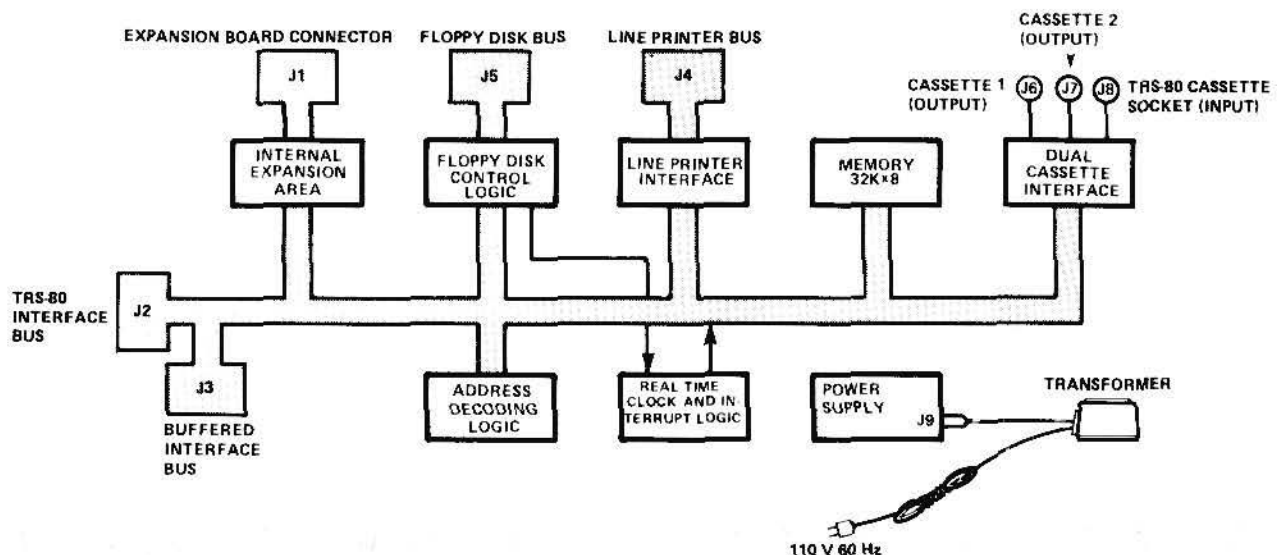 EXPANSION BOARD CONNECTOR
FLOPPY DISK BUS
LINE PRINTER BUS
CASSETTE 2
(OUTPUT)
J1
J5
J4
CASSETTE 1
(OUTPUT)
J6
J7
J8
TRS-80 CASSETTE
SOCKET (INPUT)
INTERNAL
EXPANSION
AREA
FLOPPY DISK
CONTROL
LOGIC
LINE PRINTER
INTERFACE
MEMORY
32K×8
DUAL
CASSETTE
INTERFACE
TRS-80
INTERFACE
BUS
J2
J3
BUFFERED
INTERFACE
BUS
ADDRESS
DECODING
LOGIC
REAL TIME
CLOCK AND IN-
TERRUPT LOGIC
POWER
SUPPLY
J9
TRANSFORMER
110 V 60 Hz